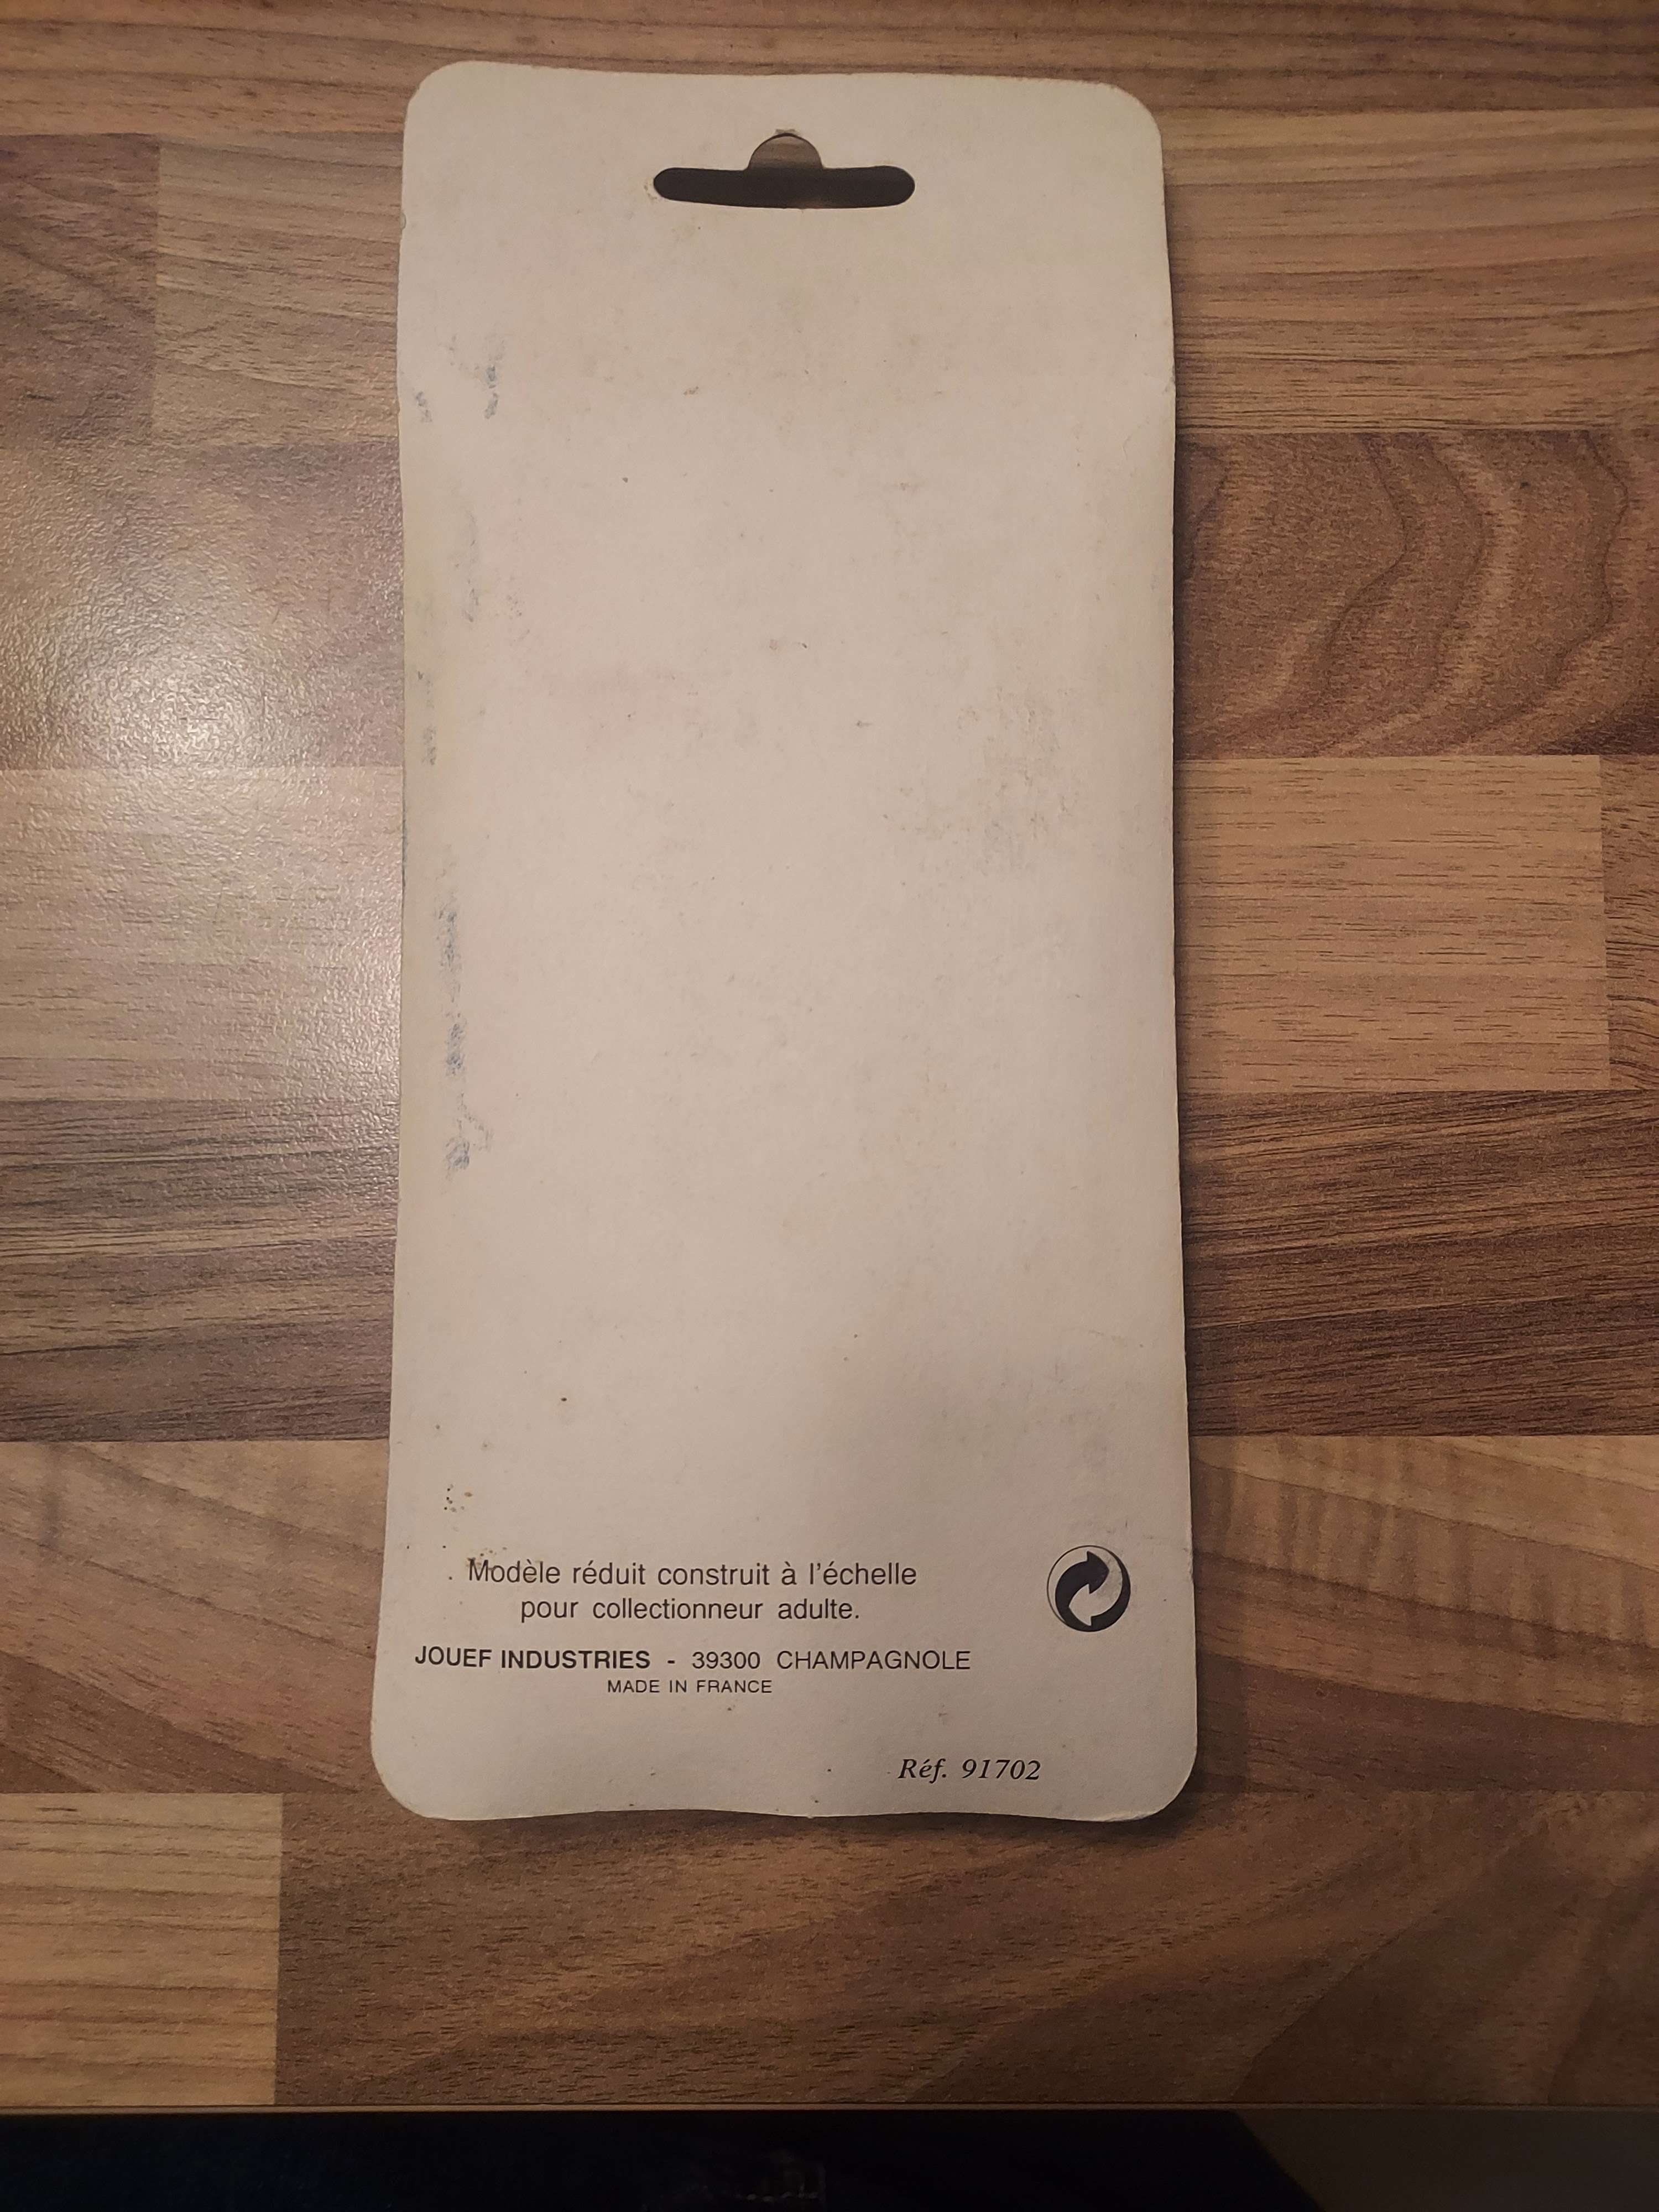 Modèle réduit construit à l'échelle
pour collectionneur adulte.
JOUEF INDUSTRIES - 39300 CHAMPAGNOLE
MADE IN FRANCE
Réf. 91702